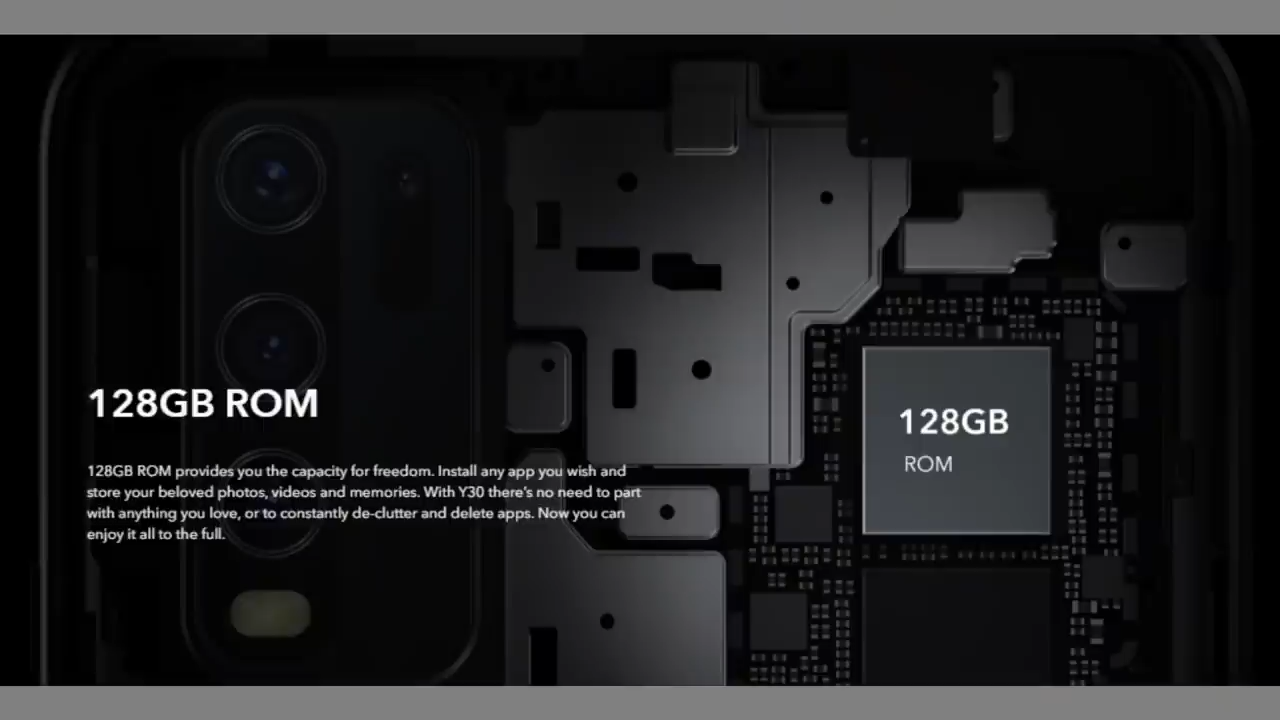 128GB ROM
128GB ROM provides you the capacity for freedom. Install any app you wish and
store your beloved photos, videos and memories. With Y30 there's no need to part
with anything you love, or to constantly de-clutter and delete apps. Now you can
enjoy it all to the full.
128GB
ROM